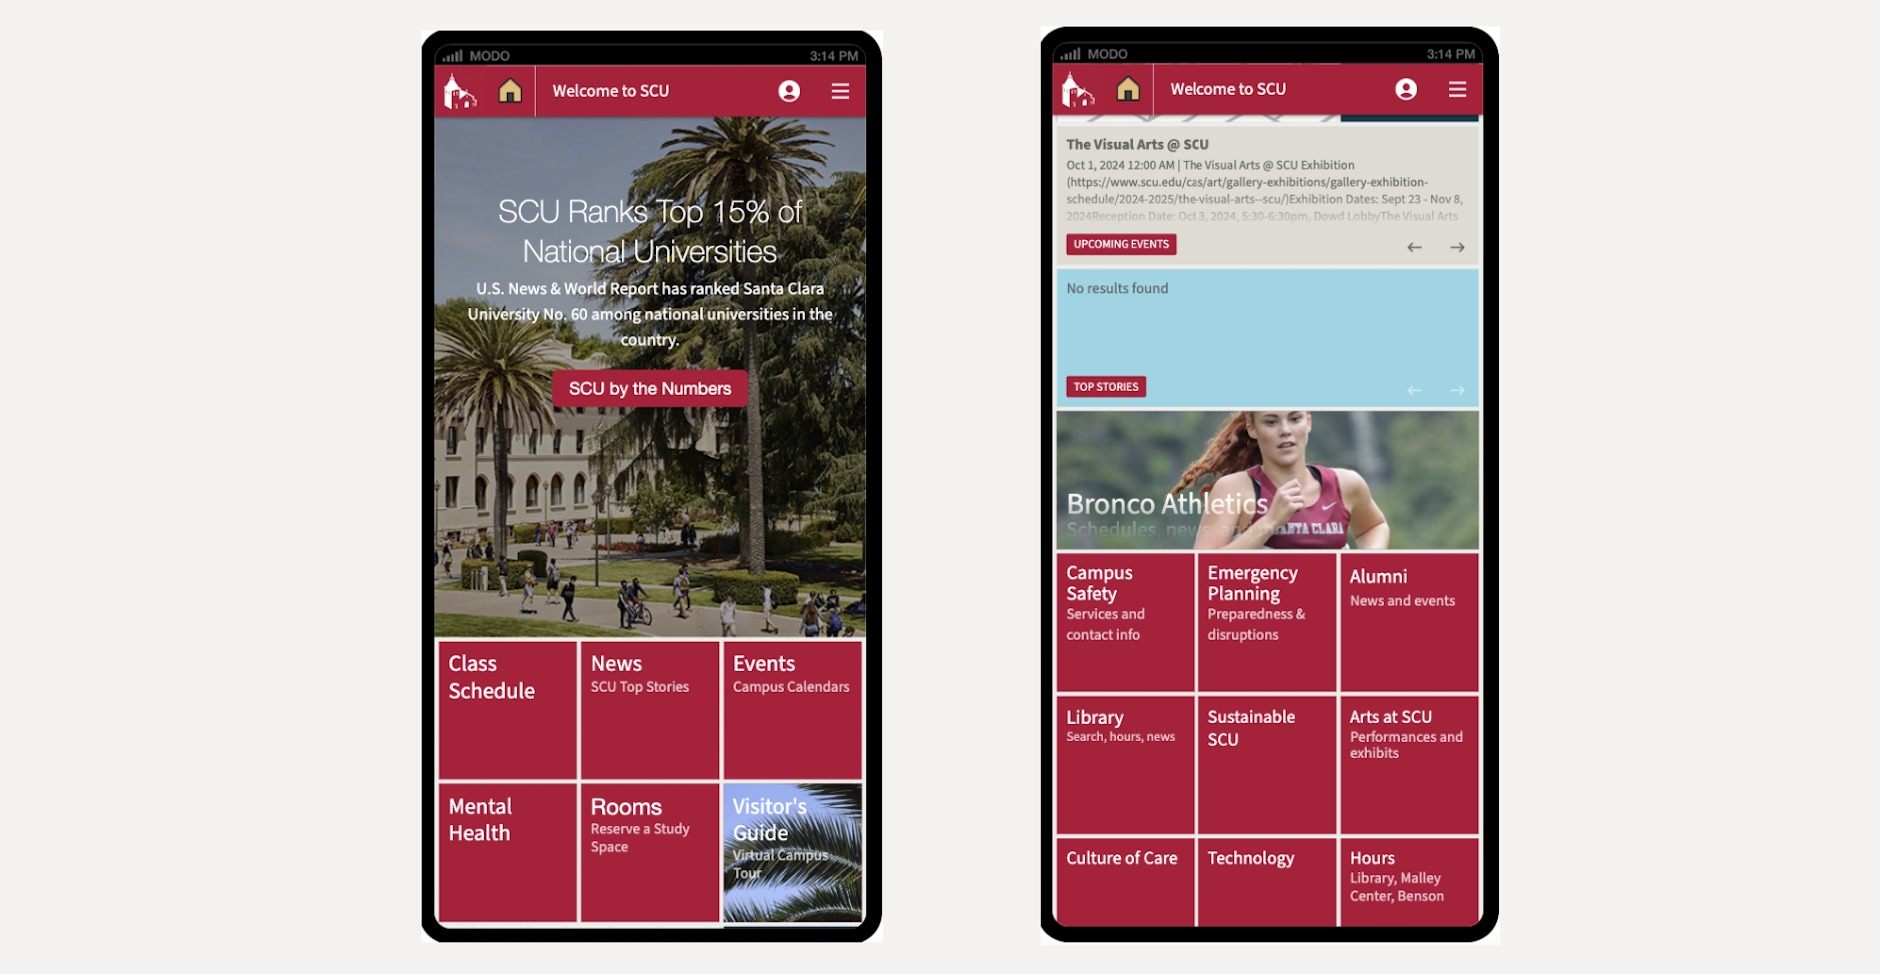 MODO
3:14 PM
Welcome to SCU
SCU Ranks Top 15% of
National Universities
U.S. News & World Report has ranked Santa Clara
University No. 60 among national universities in the
country.
SCU by the Numbers
Class
Schedule
News
SCU Top Stories
Events
Campus Calendars
Mental
Health
Rooms
Reserve a Study
Space
Visitor's
Guide
Virtual Campus
Tour
MODO
3:14 PM
Welcome to SCU
The Visual Arts @ SCU
Oct 1, 2024 12:00 AM | The Visual Arts @ SCU Exhibition
(https://www.scu.edu/cas/art/gallery-exhibitions/gallery-exhibition-
schedule/2024-2025/the-visual-arts--scu/)Exhibition Dates: Sept 23 - Nov 8,
2024Reception Date: Oct 3, 2024, 5:30-6:30pm, Dowd LobbyThe Visual Arts
UPCOMING EVENTS
No results found
TOP STORIES
Bronco Athletics
Schedules, news, and
SANTA CLARA
Campus
Safety
Services and
contact info
Emergency
Planning
Preparedness &
disruptions
Alumni
News and events
Library
Search, hours, news
Sustainable
SCU
Arts at SCU
Performances and
exhibits
Culture of Care
Technology
Hours
Library, Malley
Center, Benson